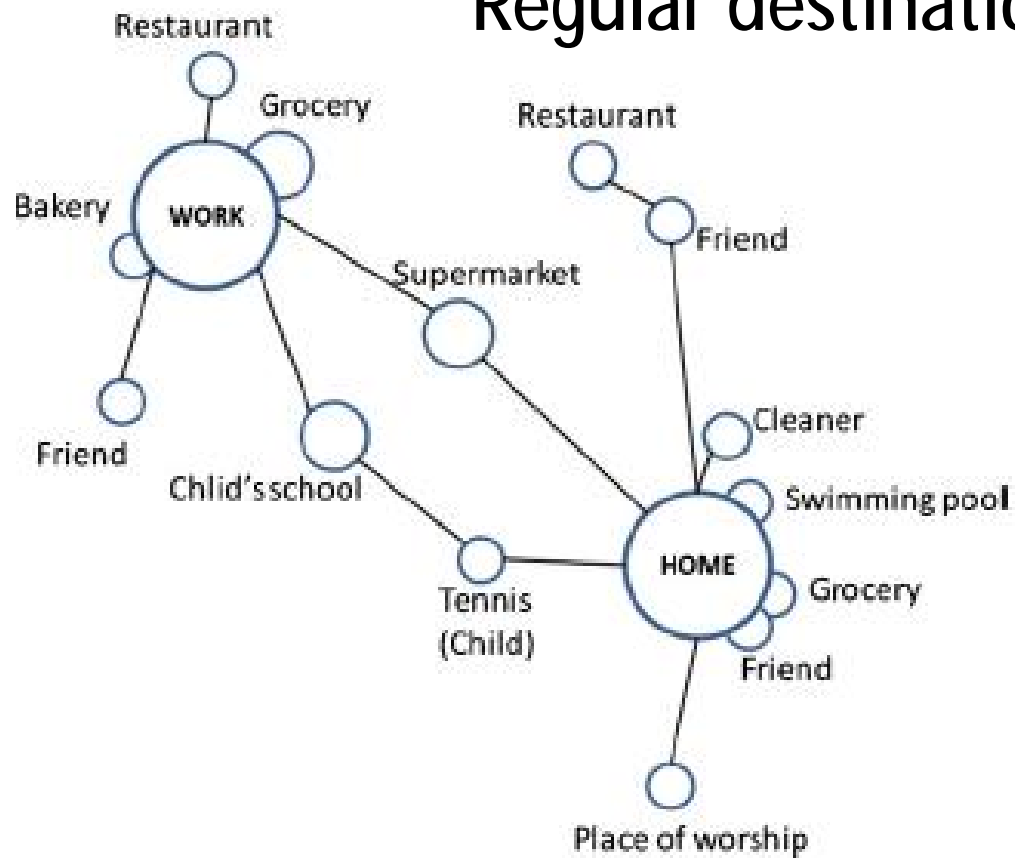 Regular destinatio
Restaurant
Grocery
Restaurant
Bakery
WORK
Friend
Supermarket
Cleaner
Friend
Chlid'sschool
Swimming pool
HOME
Grocery
Tennis
(Child)
Friend
Place of worship